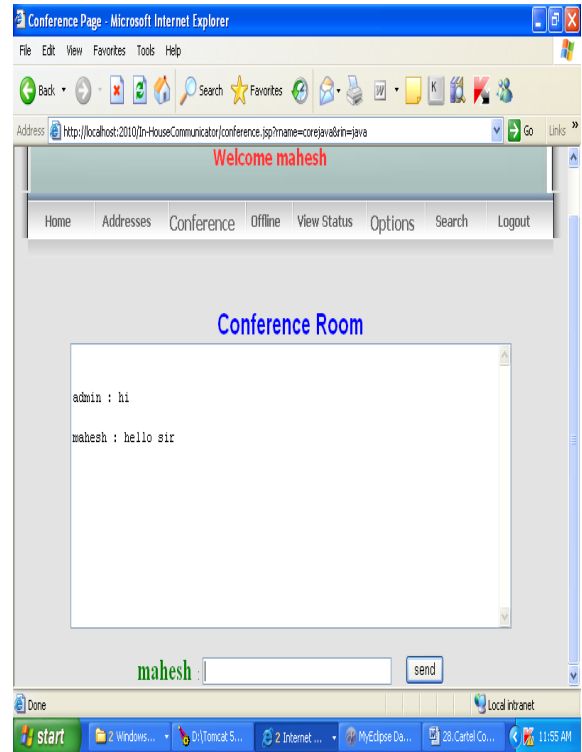 Conference Page - Microsoft Internet Explorer
File Edit View Favorites Tools Help
Back Search Favorites W K
Address http://localhost:2010/In-HouseCommunicator/conference.jsp?rname=corejava&rin=java Go Links »
Welcome mahesh
Home Addresses Conference Offline View Status Options Search Logout
Conference Room
admin : hi
mahesh : hello sir
mahesh : send
Done Local intranet
start 2 Windows... D:\Tomcat 5... 2 Internet ... MyEclipse Da... 28.Cartel Co... 11:55 AM